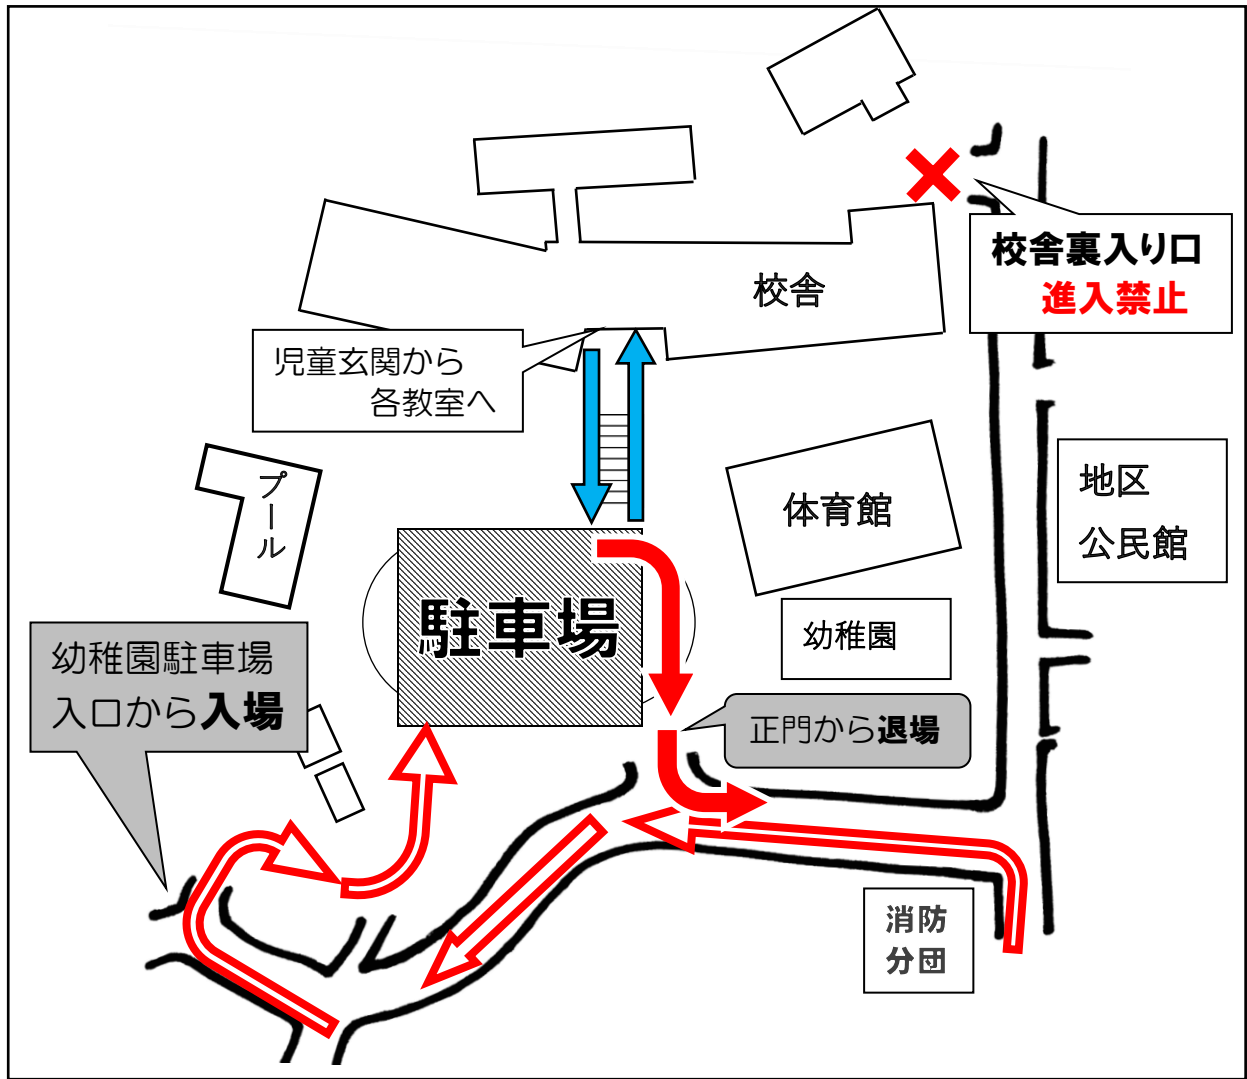 校舎裏入り口
進入禁止
校舎
児童玄関から
各教室へ
プール
体育館
地区
公民館
駐車場
幼稚園
幼稚園駐車場
入口から入場
正門から退場
消防
分団